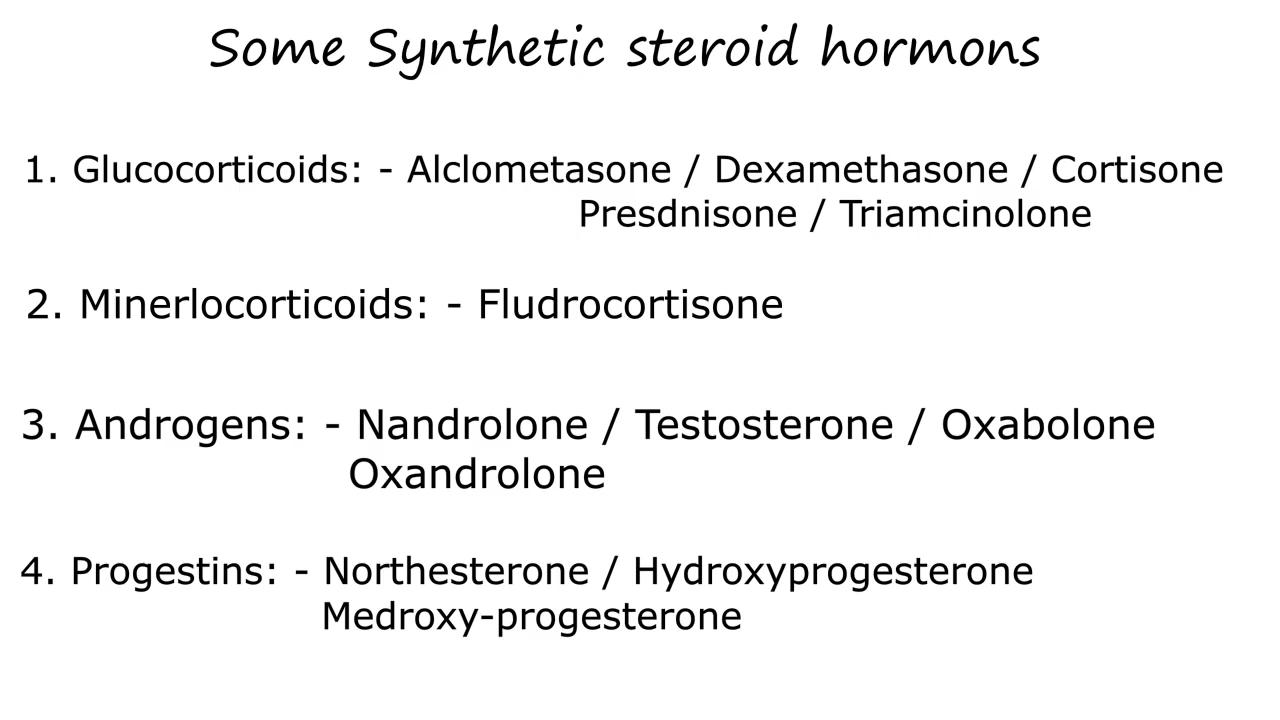 Some Synthetic steroid hormons
1. Glucocorticoids: - Alclometasone / Dexamethasone / Cortisone
Presdnisone / Triamcinolone
2. Minerlocorticoids: - Fludrocortisone
3. Androgens: - Nandrolone / Testosterone / Oxabolone
Oxandrolone
4. Progestins: - Northesterone / Hydroxyprogesterone
Medroxy-progesterone